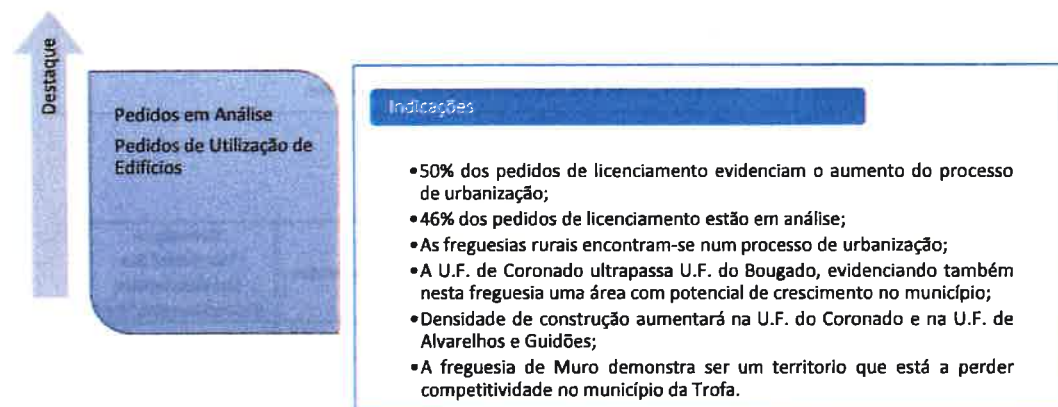 Destaque
Pedidos em Análise
Pedidos de Utilização de
Edifícios
Indicações
•50% dos pedidos de licenciamento evidenciam o aumento do processo
de urbanização;
•46% dos pedidos de licenciamento estão em análise;
•As freguesias rurais encontram-se num processo de urbanização;
•A U.F. de Coronado ultrapassa U.F. do Bougado, evidenciando também
nesta freguesia uma área com potencial de crescimento no município;
•Densidade de construção aumentará na U.F. do Coronado e na U.F. de
Alvarelhos e Guidões;
•A freguesia de Muro demonstra ser um territorio que está a perder
competitividade no município da Trofa.